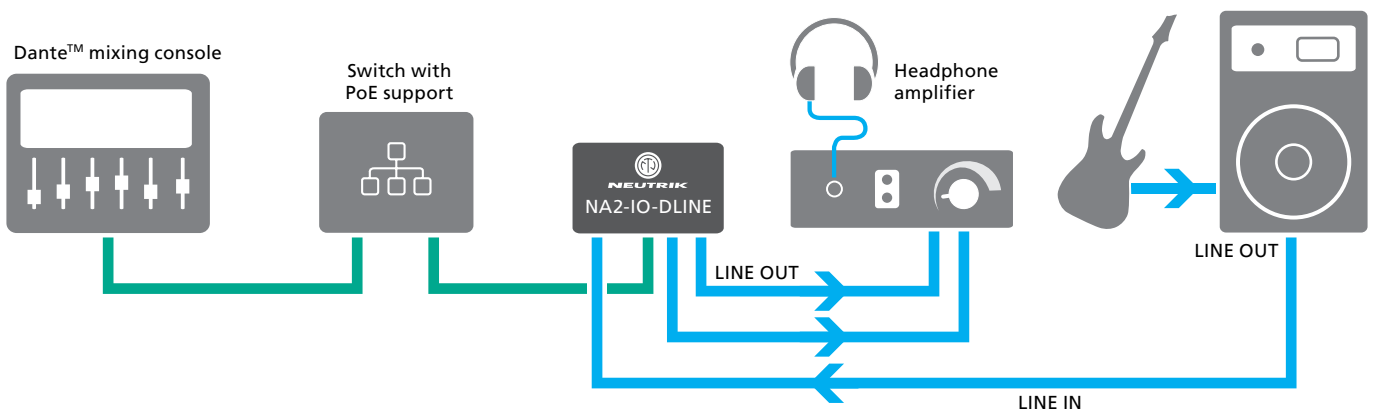 Dante™ mixing console
Switch with
PoE support
NEUTRIK
NA2-IO-DLINE
Headphone
amplifier
LINE OUT
LINE OUT
LINE IN